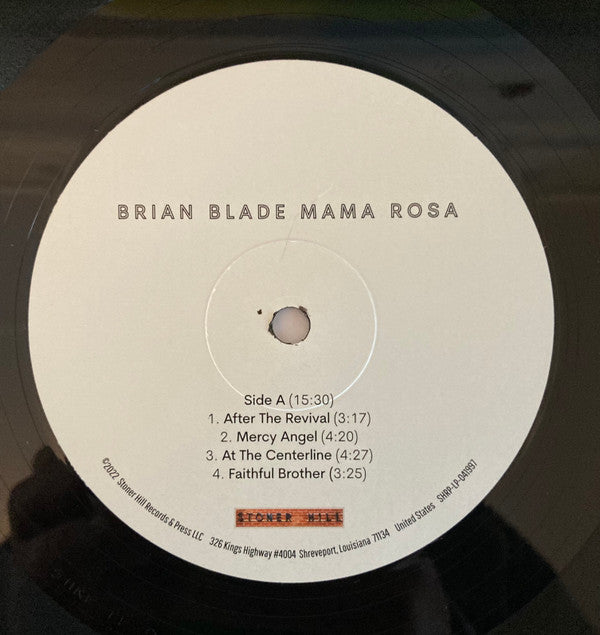 BRIAN BLADE MAMA ROSA
Side A (15:30)
1. After The Revival (3:17)
2. Mercy Angel (4:20)
3. At The Centerline (4:27)
4. Faithful Brother (3:25)
STONER HILL
©2022 Stoner Hill Records & Press LLC 326 Kings Highway #4004 Shreveport, Louisiana 71134 United States SHRP-LP-041997